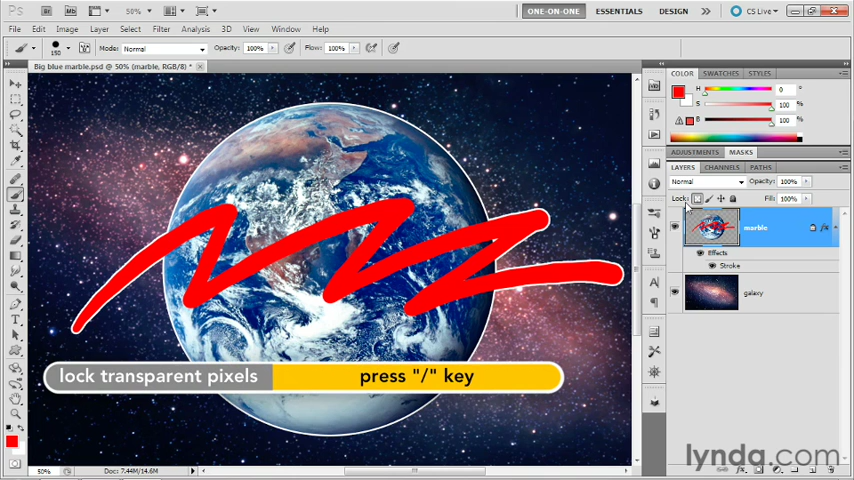 Ps
Br
Mb
50%
ONE-ON-ONE
ESSENTIALS
DESIGN
CS Live
File Edit Image Layer Select Filter Analysis 3D View Window Help
150
Mode: Normal
Opacity: 100%
Flow: 100%
Big blue marble.psd @ 50% (marble, RGB/8) *
COLOR SWATCHES STYLES
H 0
S 100 %
B 100 %
ADJUSTMENTS MASKS
LAYERS CHANNELS PATHS
Normal Opacity: 100%
Lock: Fill: 100%
marble fx
Effects
Stroke
galaxy
lock transparent pixels press "/" key
lynda.com
50% Doc: 7.44M/14.6M